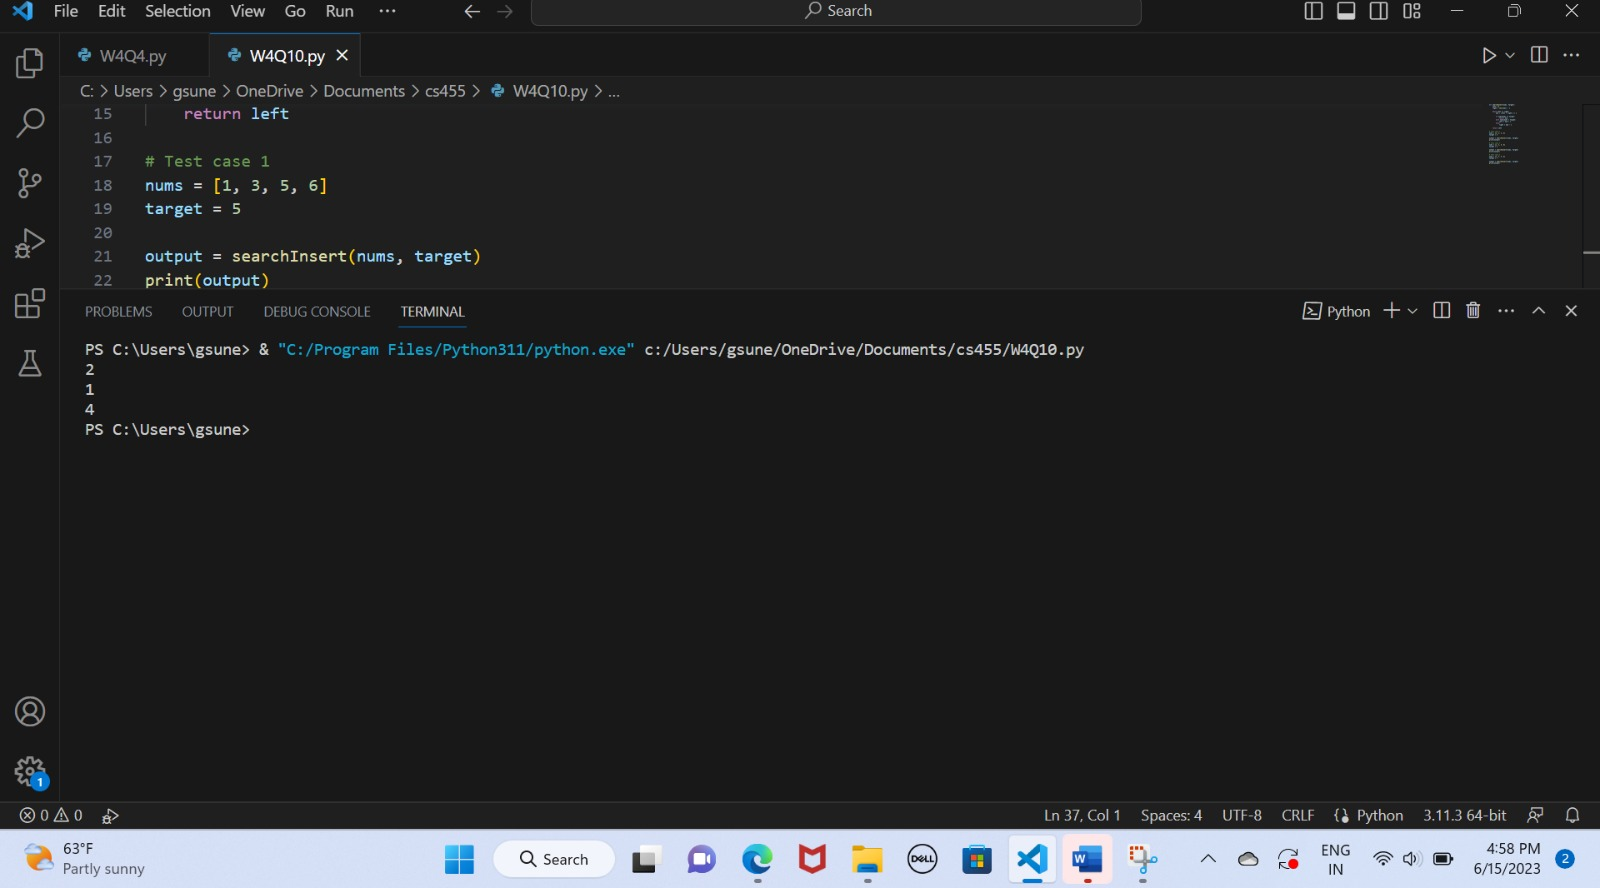 File Edit Selection View Go Run ··· Search
W4Q4.py W4Q10.py
C: > Users > gsune > OneDrive > Documents > cs455 > W4Q10.py > ...
15 return left
16
17 # Test case 1
18 nums = [1, 3, 5, 6]
19 target = 5
20
21 output = searchInsert(nums, target)
22 print(output)
PROBLEMS OUTPUT DEBUG CONSOLE TERMINAL Python
PS C:\Users\gsune> & "C:/Program Files/Python311/python.exe" c:/Users/gsune/OneDrive/Documents/cs455/W4Q10.py
2
1
4
PS C:\Users\gsune>
1
0 0 Ln 37, Col 1 Spaces: 4 UTF-8 CRLF Python 3.11.3 64-bit
63°F
Partly sunny
Search
DELL
W
ENG
IN
4:58 PM
6/15/2023
2